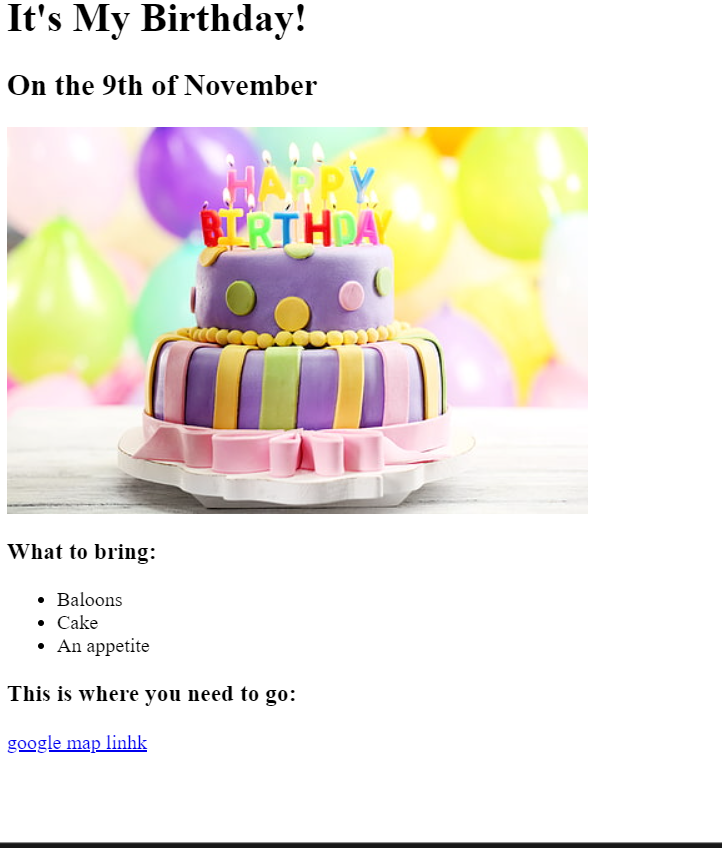 It's My Birthday!
On the 9th of November
HAPPY
BIRTHDAY
What to bring:
Baloons
Cake
An appetite
This is where you need to go:
google map linhk